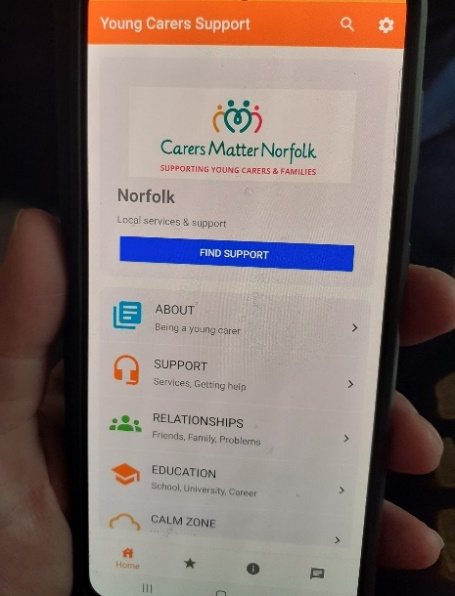 Young Carers Support
Carers Matter Norfolk
SUPPORTING YOUNG CARERS & FAMILIES
Norfolk
Local services & support
FIND SUPPORT
ABOUT
Being a young carer
SUPPORT
Services, Getting help
RELATIONSHIPS
Friends, Family, Problems
EDUCATION
School, University, Career
CALM ZONE
Home